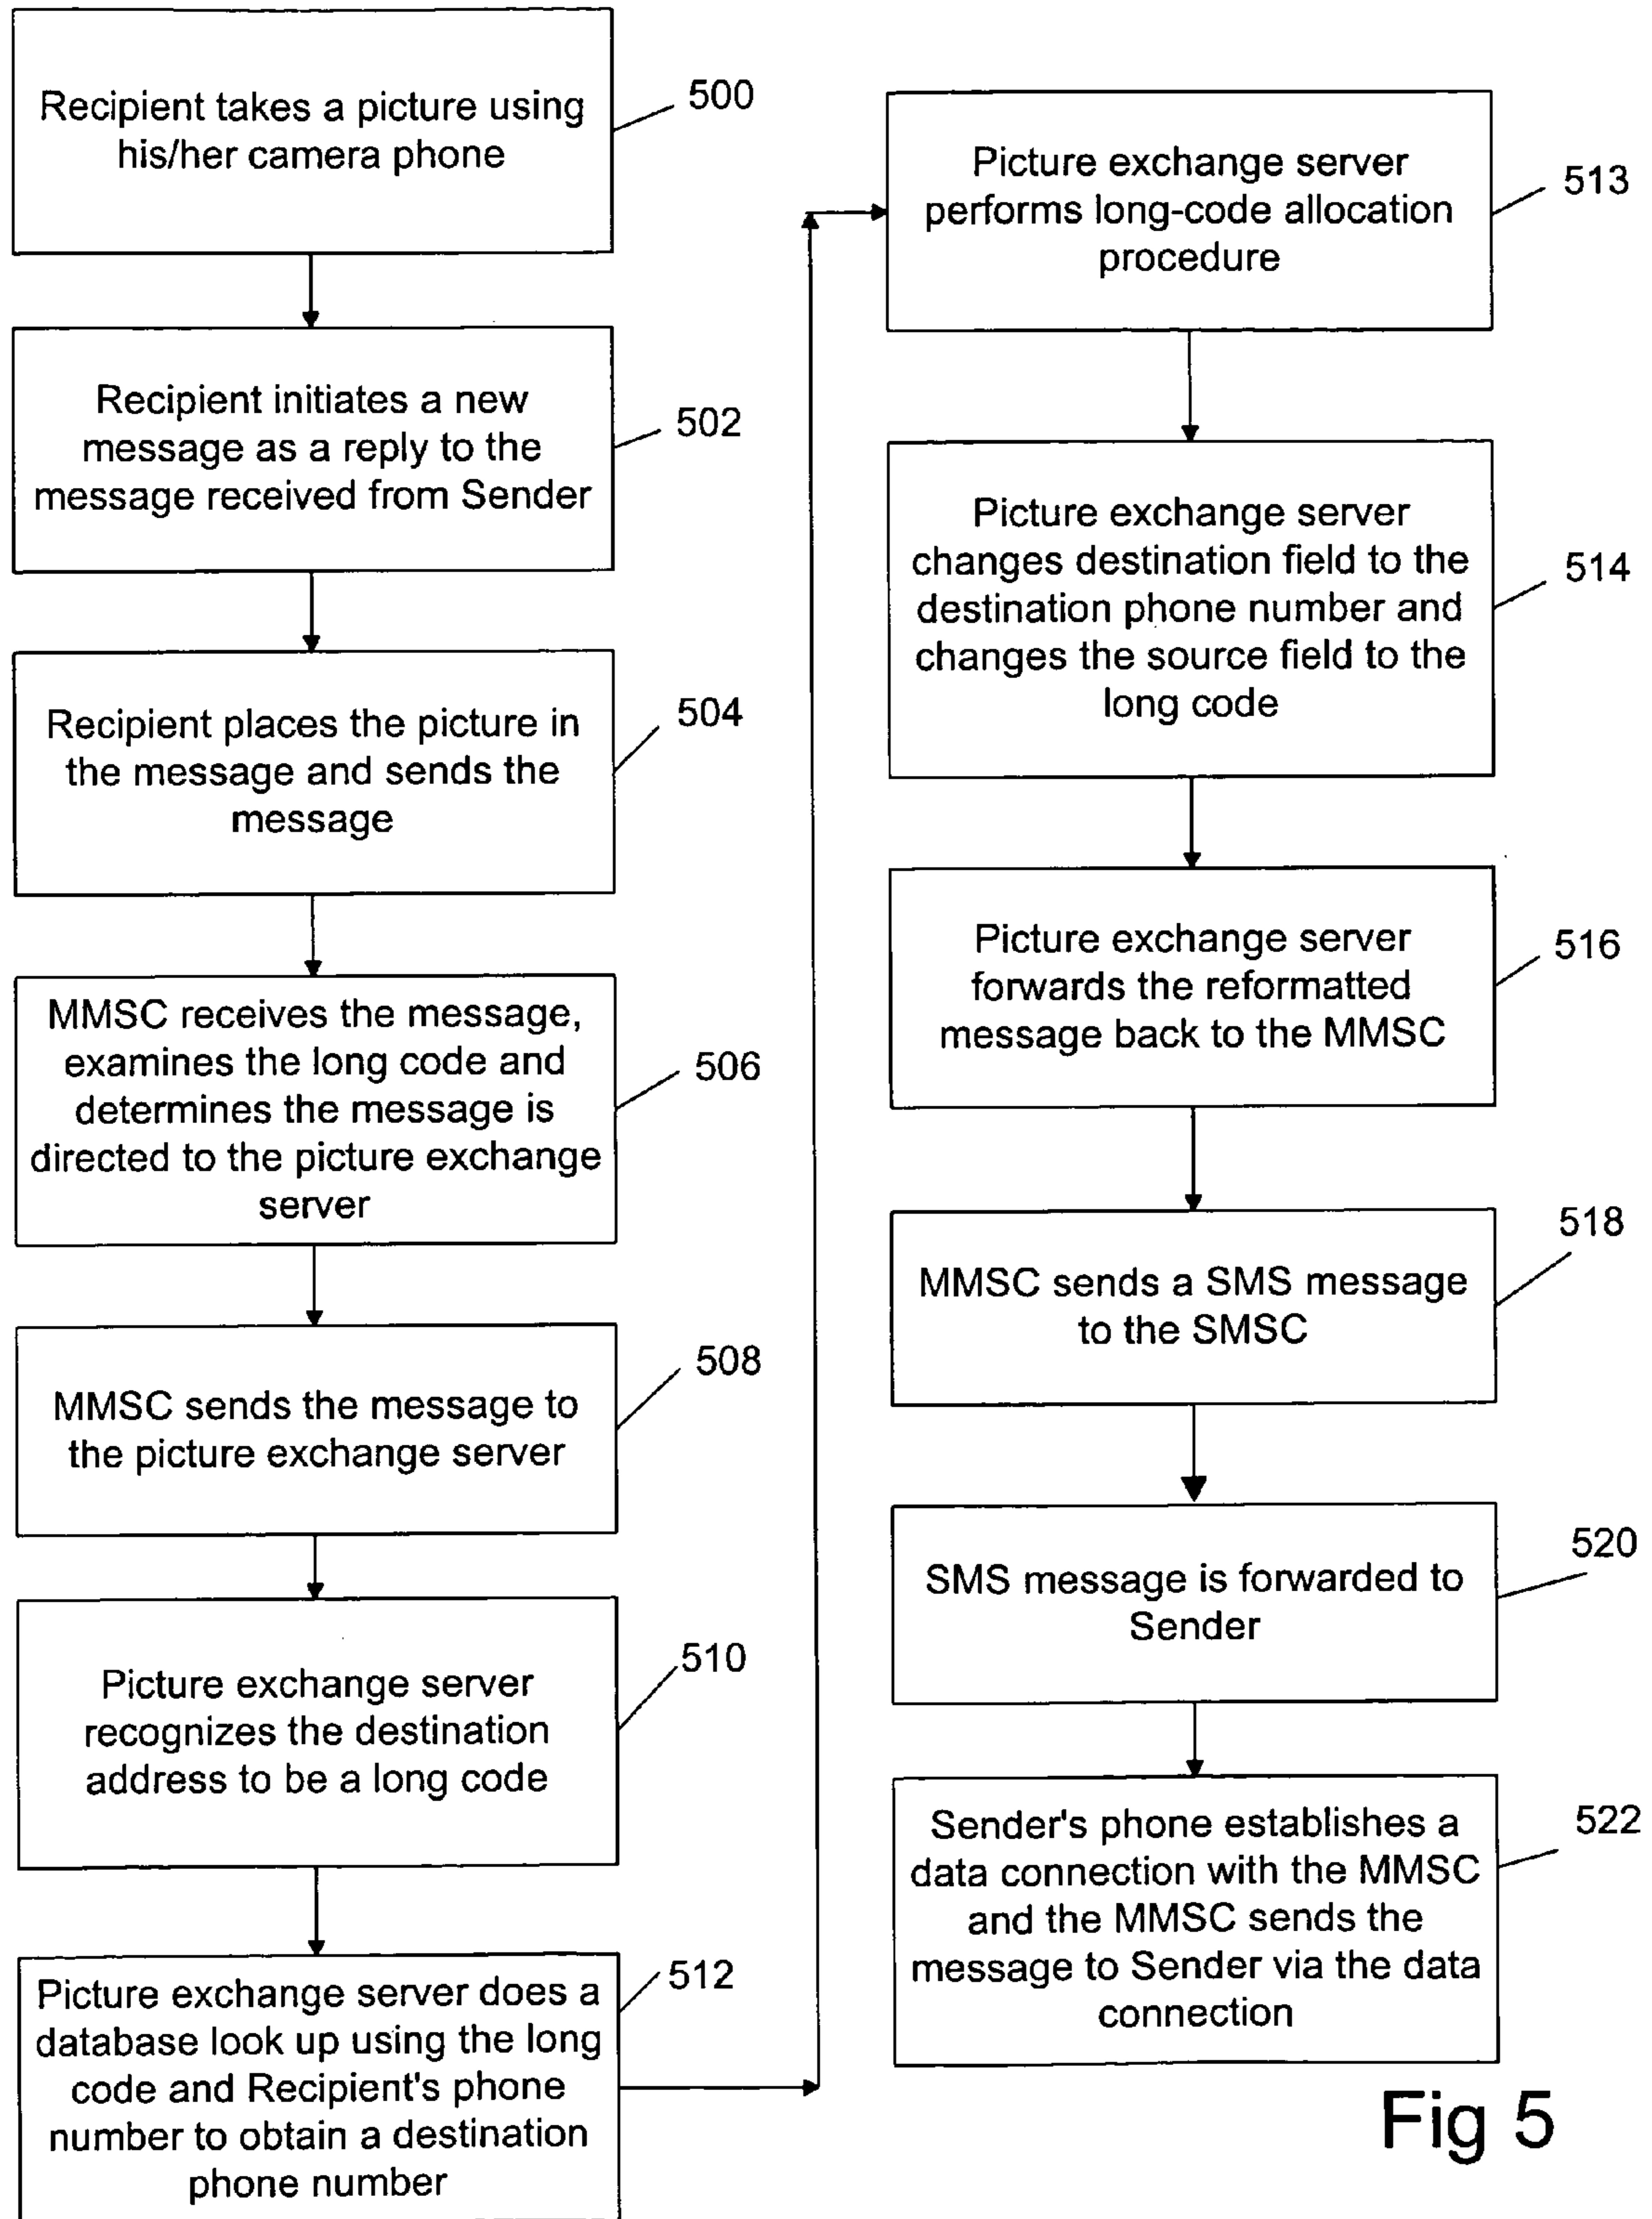 Recipient takes a picture using
his/her camera phone
500
Recipient initiates a new
message as a reply to the
message received from Sender
502
Recipient places the picture in
the message and sends the
message
504
MMSC receives the message,
examines the long code and
determines the message is
directed to the picture exchange
server
506
MMSC sends the message to
the picture exchange server
508
Picture exchange server
recognizes the destination
address to be a long code
510
Picture exchange server does a
database look up using the long
code and Recipient's phone
number to obtain a destination
phone number
512
Picture exchange server
performs long-code allocation
procedure
513
Picture exchange server
changes destination field to the
destination phone number and
changes the source field to the
long code
514
Picture exchange server
forwards the reformatted
message back to the MMSC
516
MMSC sends a SMS message
to the SMSC
518
SMS message is forwarded to
Sender
520
Sender's phone establishes a
data connection with the MMSC
and the MMSC sends the
message to Sender via the data
connection
522
Fig 5